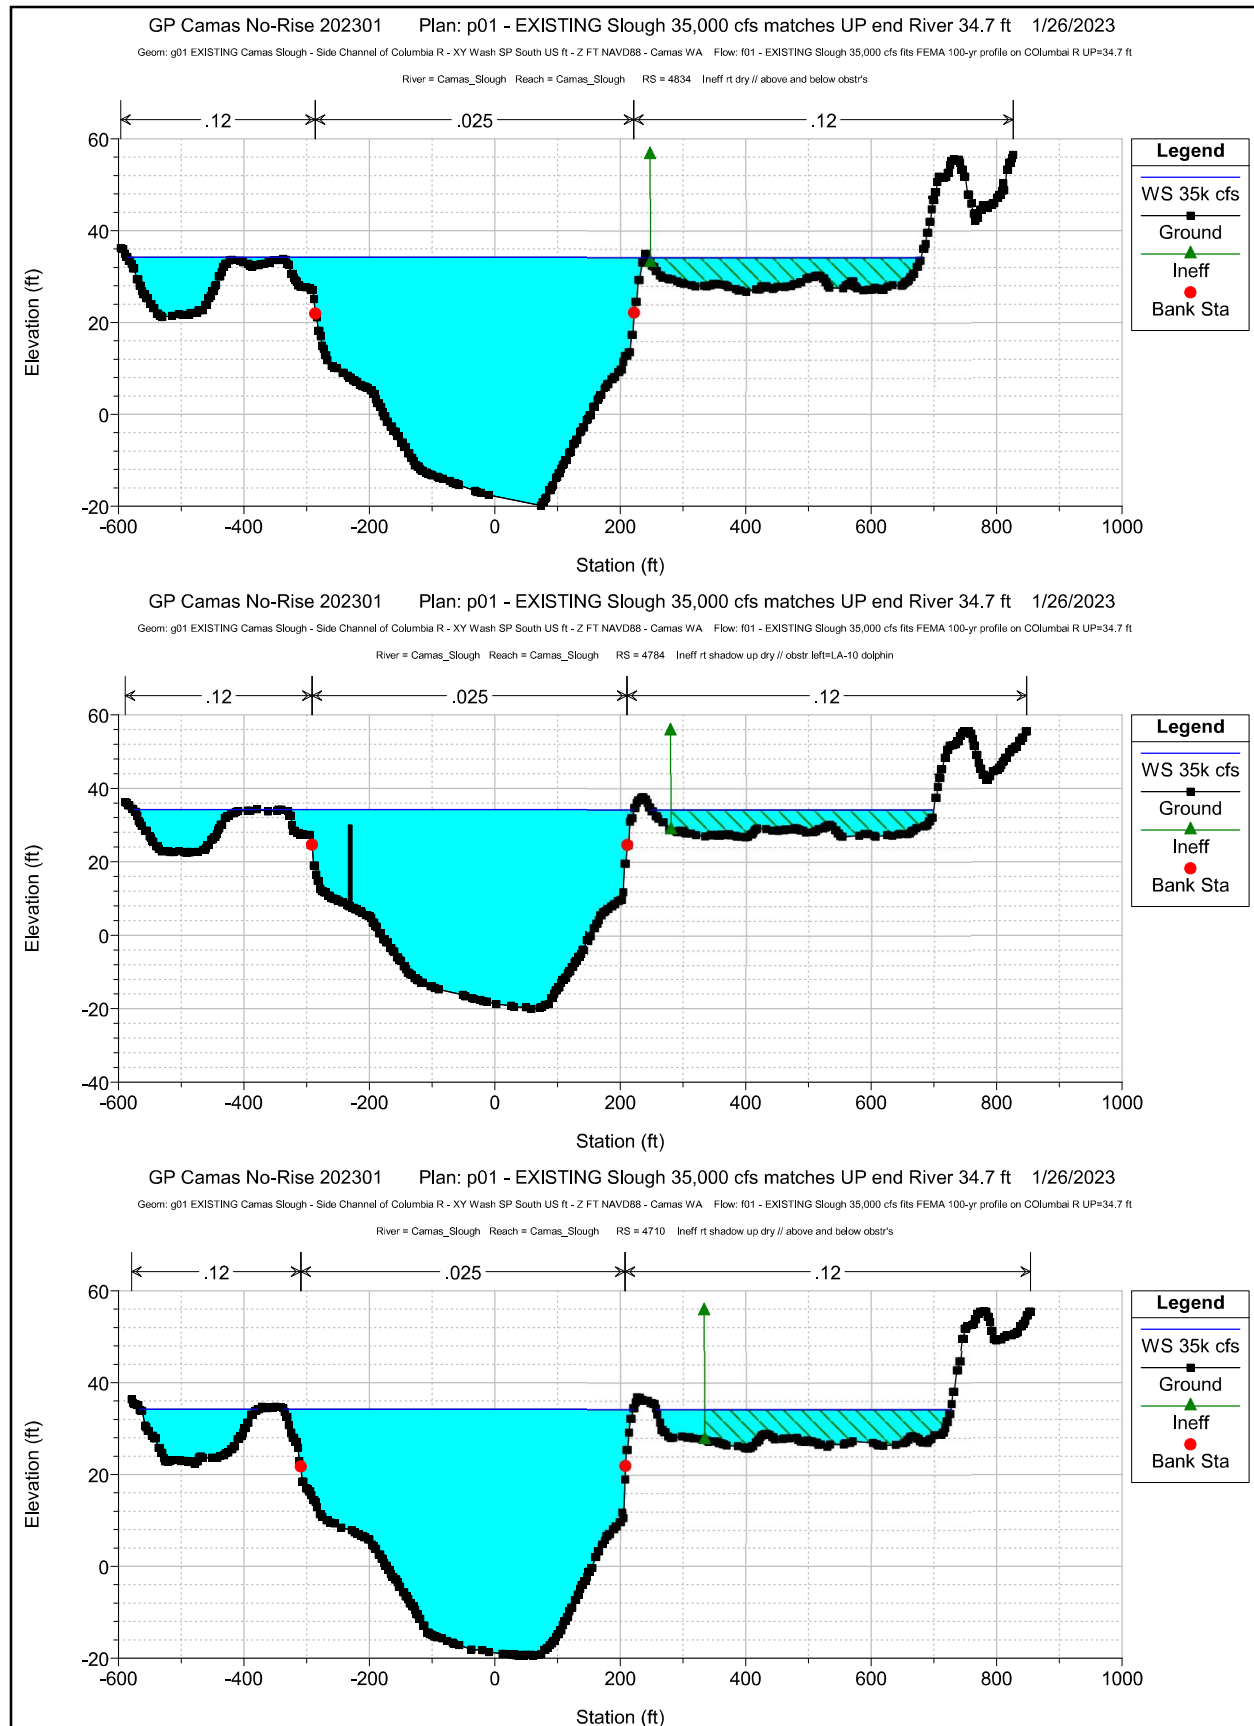 GP Camas No-Rise 202301 Plan: p01 - EXISTING Slough 35,000 cfs matches UP end River 34.7 ft 1/26/2023
Geom: g01 EXISTING Camas Slough - Side Channel of Columbia R - XY Wash SP South US ft - Z FT NAVD88 - Camas WA Flow: f01 - EXISTING Slough 35,000 cfs fits FEMA 100-yr profile on COlumbai R UP=34.7 ft
River = Camas_Slough Reach = Camas_Slough RS = 4834 Ineff rt dry // above and below obstr's
.12 .025 .12
60
40
20
0
-20
Elevation (ft)
-600 -400 -200 0 200 400 600 800 1000
Station (ft)
Legend
WS 35k cfs
Ground
Ineff
Bank Sta
GP Camas No-Rise 202301 Plan: p01 - EXISTING Slough 35,000 cfs matches UP end River 34.7 ft 1/26/2023
Geom: g01 EXISTING Camas Slough - Side Channel of Columbia R - XY Wash SP South US ft - Z FT NAVD88 - Camas WA Flow: f01 - EXISTING Slough 35,000 cfs fits FEMA 100-yr profile on COlumbai R UP=34.7 ft
River = Camas_Slough Reach = Camas_Slough RS = 4784 Ineff rt shadow up dry // obstr left=LA-10 dolphin
.12 .025 .12
60
40
20
0
-20
-40
Elevation (ft)
-600 -400 -200 0 200 400 600 800 1000
Station (ft)
Legend
WS 35k cfs
Ground
Ineff
Bank Sta
GP Camas No-Rise 202301 Plan: p01 - EXISTING Slough 35,000 cfs matches UP end River 34.7 ft 1/26/2023
Geom: g01 EXISTING Camas Slough - Side Channel of Columbia R - XY Wash SP South US ft - Z FT NAVD88 - Camas WA Flow: f01 - EXISTING Slough 35,000 cfs fits FEMA 100-yr profile on COlumbai R UP=34.7 ft
River = Camas_Slough Reach = Camas_Slough RS = 4710 Ineff rt shadow up dry // above and below obstr's
.12 .025 .12
60
40
20
0
-20
Elevation (ft)
-600 -400 -200 0 200 400 600 800 1000
Station (ft)
Legend
WS 35k cfs
Ground
Ineff
Bank Sta